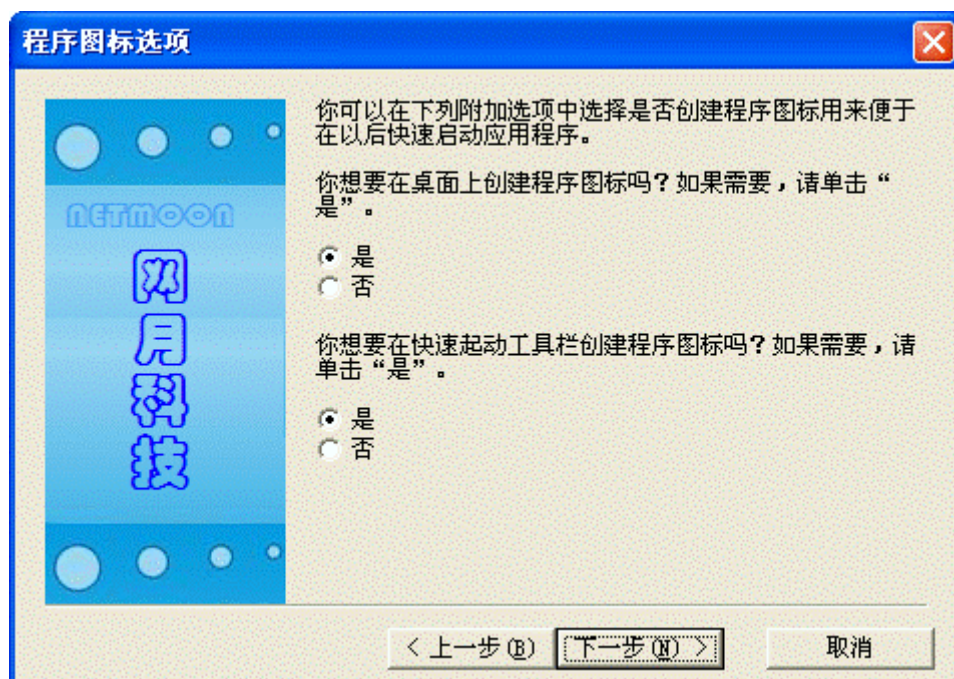 程序图标选项
你可以在下列附加选项中选择是否创建程序图标用来便于
在以后快速启动应用程序。
你想要在桌面上创建程序图标吗？如果需要，请单击“
是”。
是
否
你想要在快速起动工具栏创建程序图标吗？如果需要，请
单击“是”。
是
否
NETMOON
网
月
科
技
< 上一步(B)
下一步(N) >
取消